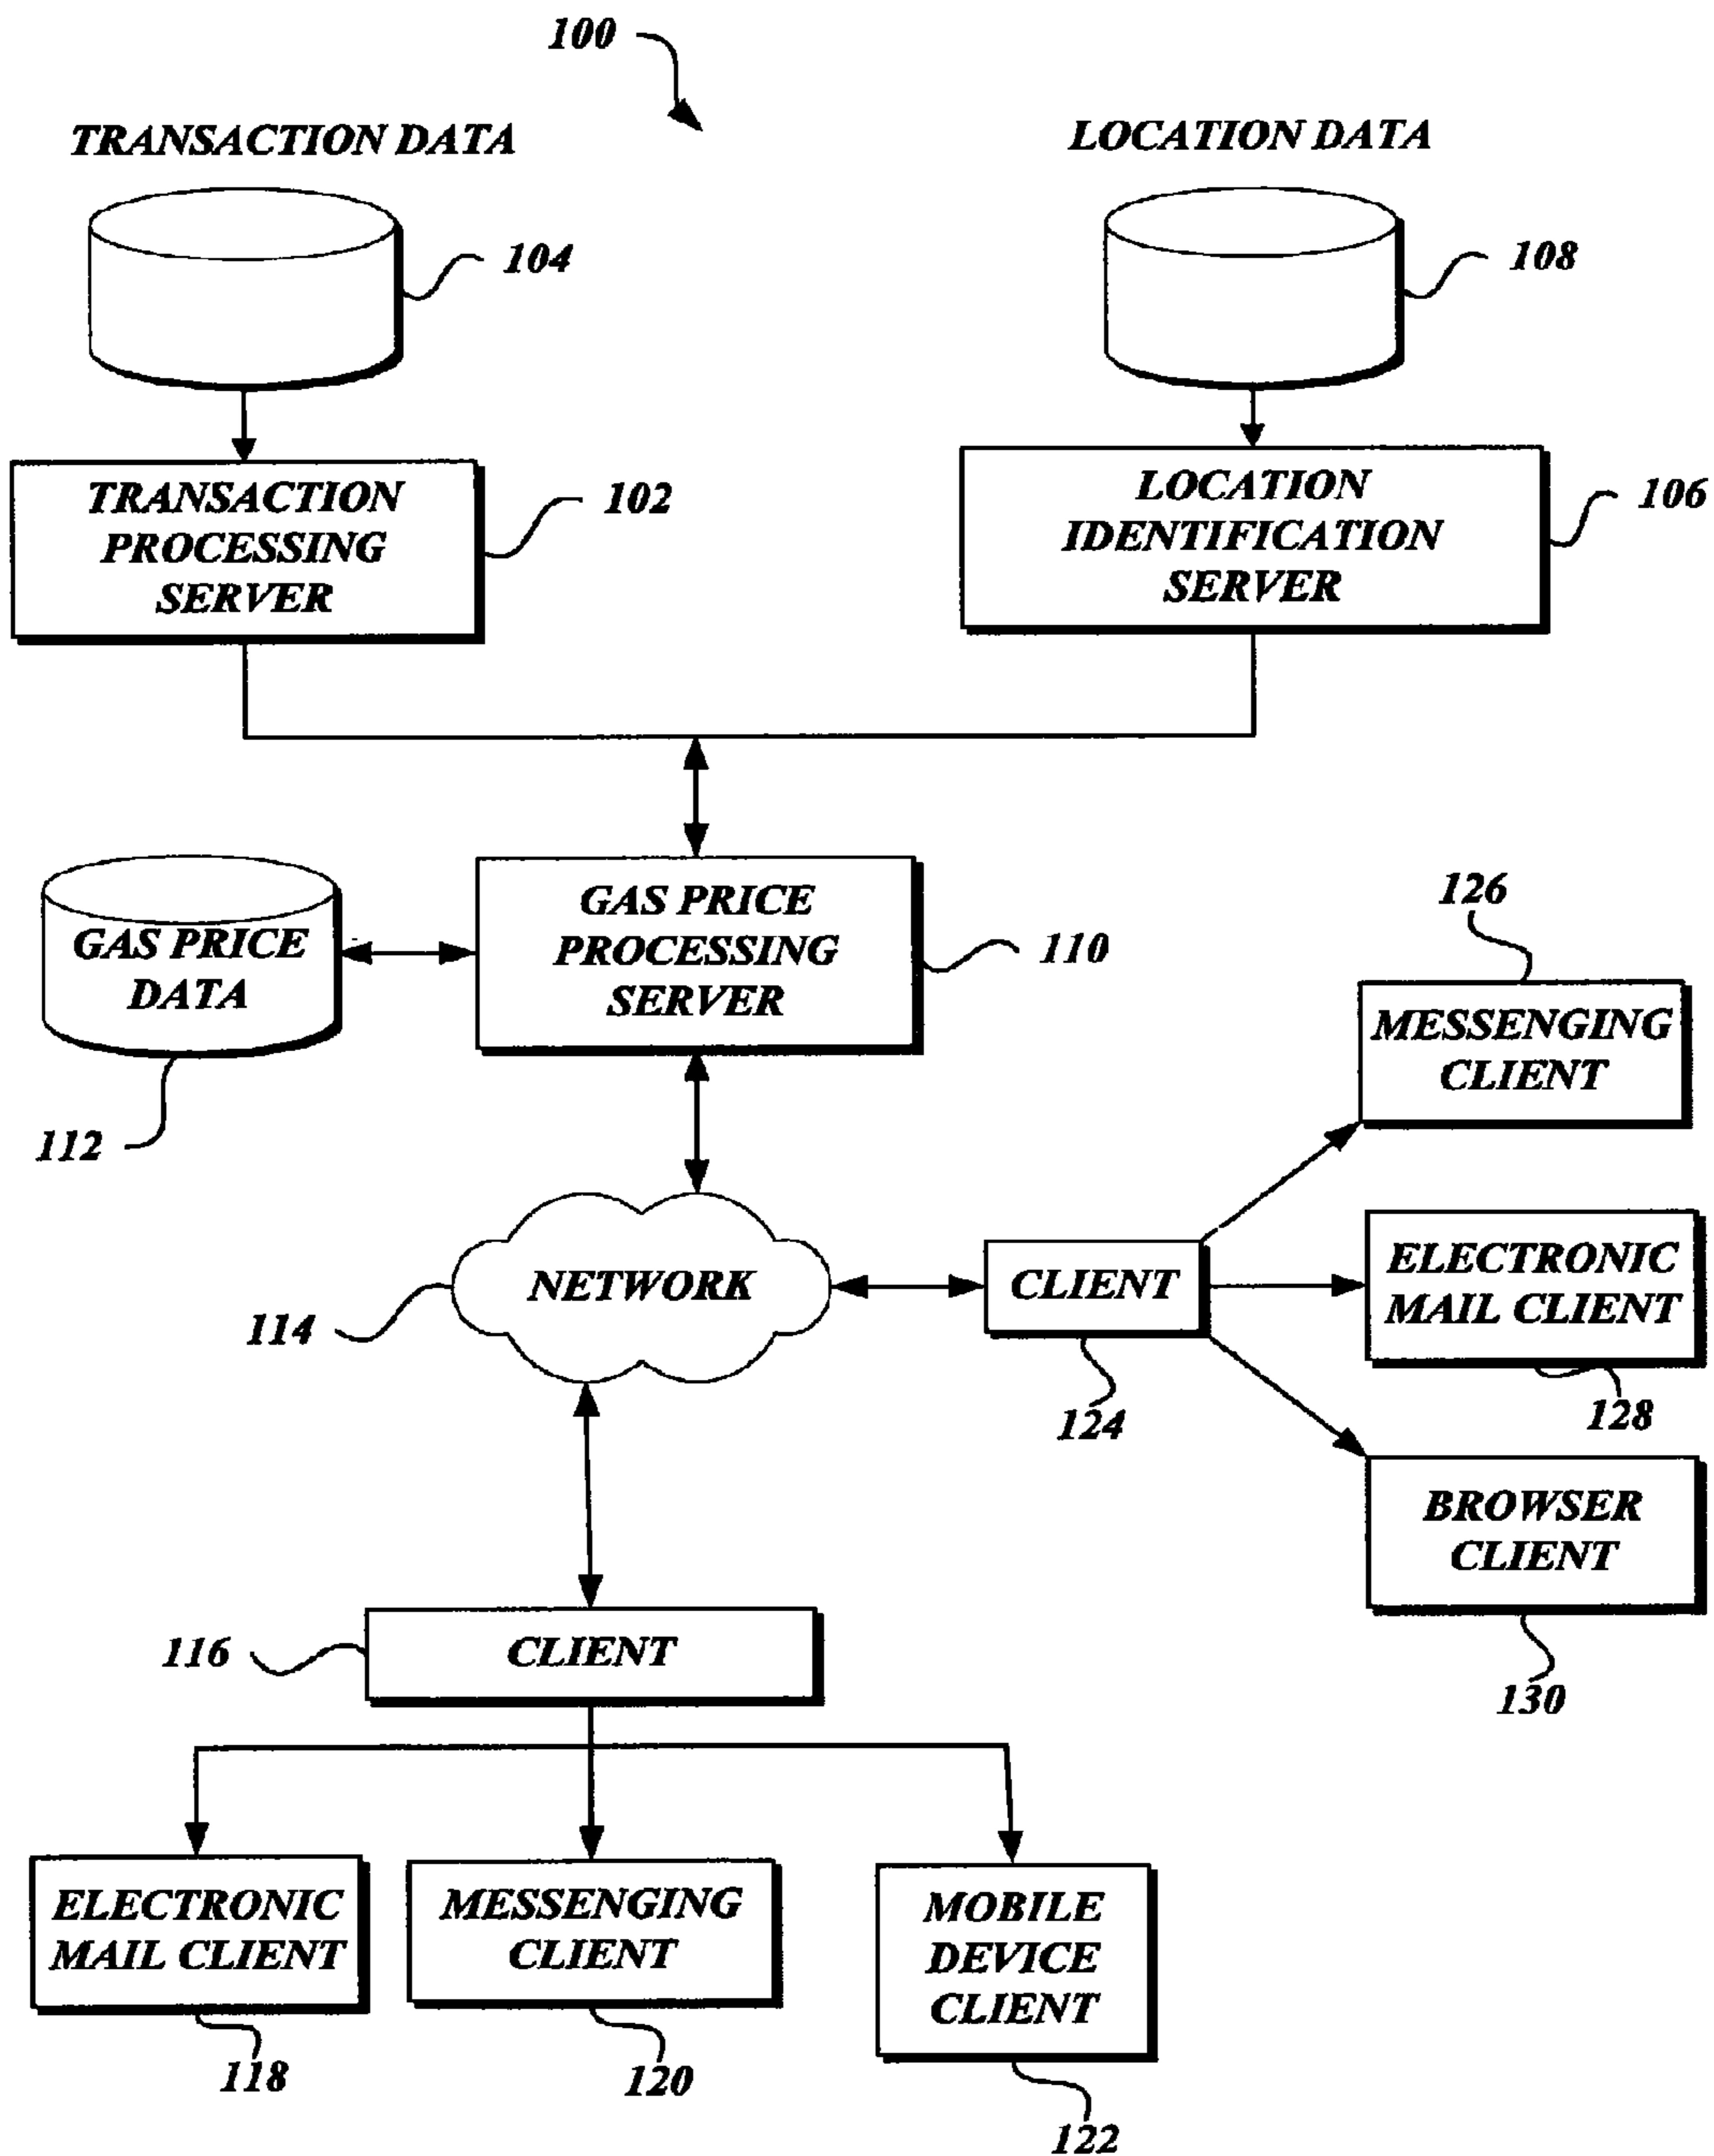 100
TRANSACTION DATA
LOCATION DATA
104
108
TRANSACTION
PROCESSING
SERVER
102
LOCATION
IDENTIFICATION
SERVER
106
GAS PRICE
DATA
112
GAS PRICE
PROCESSING
SERVER
110
126
MESSENGING
CLIENT
NETWORK
114
CLIENT
124
ELECTRONIC
MAIL CLIENT
128
BROWSER
CLIENT
130
116
CLIENT
ELECTRONIC
MAIL CLIENT
118
MESSENGING
CLIENT
120
MOBILE
DEVICE
CLIENT
122